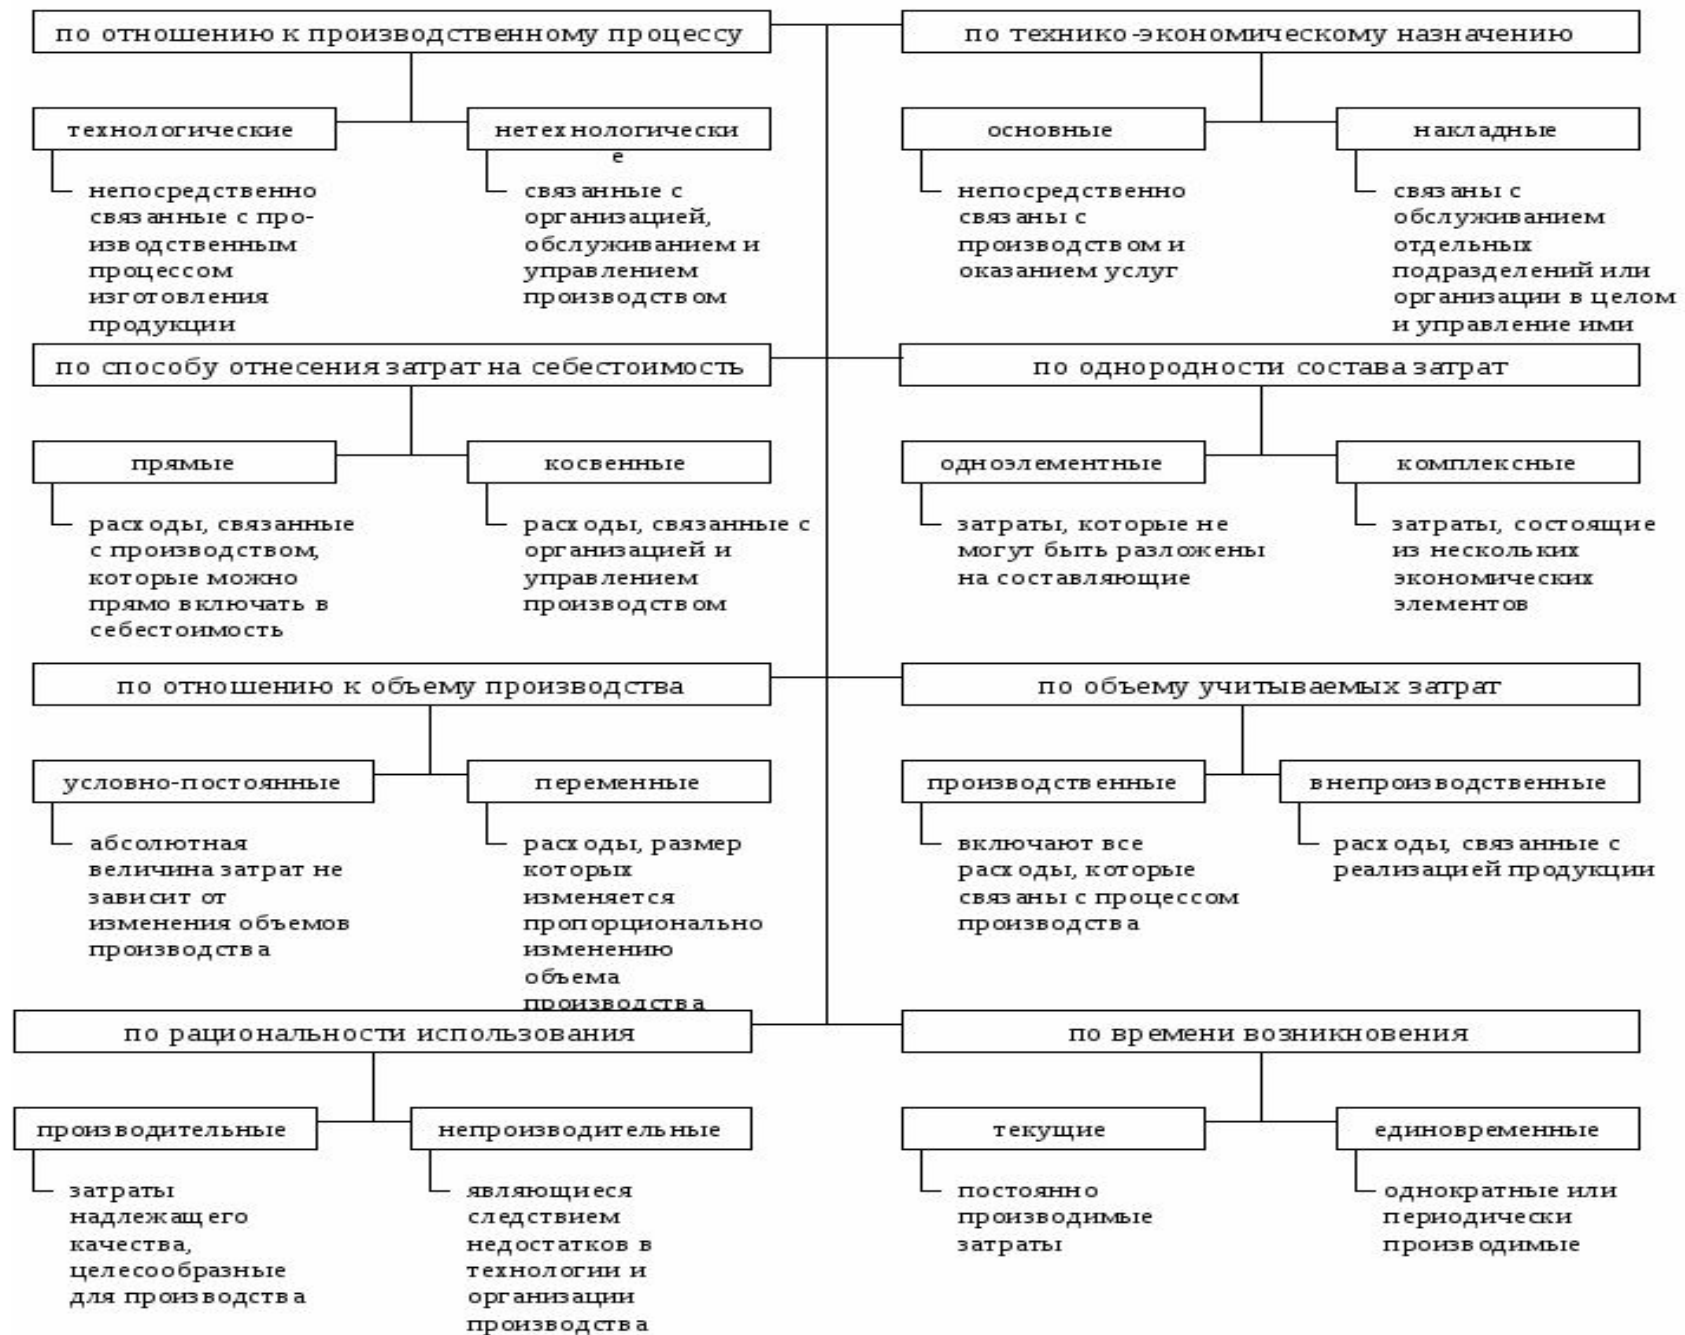 по отношению к производственному процессу
технологические
непосредственно
связанные с про-
изводственным
процессом
изготовления
продукции
нетехнологически
е
связанные с
организацией,
обслуживанием и
управлением
производством
по технико-экономическому назначению
основные
непосредственно
связаны с
производством и
оказанием услуг
накладные
связаны с
обслуживанием
отдельных
подразделений или
организации в целом
и управление ими
по способу отнесения затрат на себестоимость
прямые
расходы, связанные
с производством,
которые можно
прямо включать в
себестоимость
косвенные
расходы, связанные с
организацией и
управлением
производством
по однородности состава затрат
одноэлементные
затраты, которые не
могут быть разложены
на составляющие
комплексные
затраты, состоящие
из нескольких
экономических
элементов
по отношению к объему производства
условно-постоянные
абсолютная
величина затрат не
зависит от
изменения объемов
производства
переменные
расходы, размер
которых
изменяется
пропорционально
изменению
объема
производства
по объему учитываемых затрат
производственные
включают все
расходы, которые
связаны с процессом
производства
внепроизводственные
расходы, связанные с
реализацией продукции
по рациональности использования
производительные
затраты
надлежащего
качества,
целесообразные
для производства
непроизводительные
являющиеся
следствием
недостатков в
технологии и
организации
производства
по времени возникновения
текущие
постоянно
производимые
затраты
единовременные
однократные или
периодически
производимые